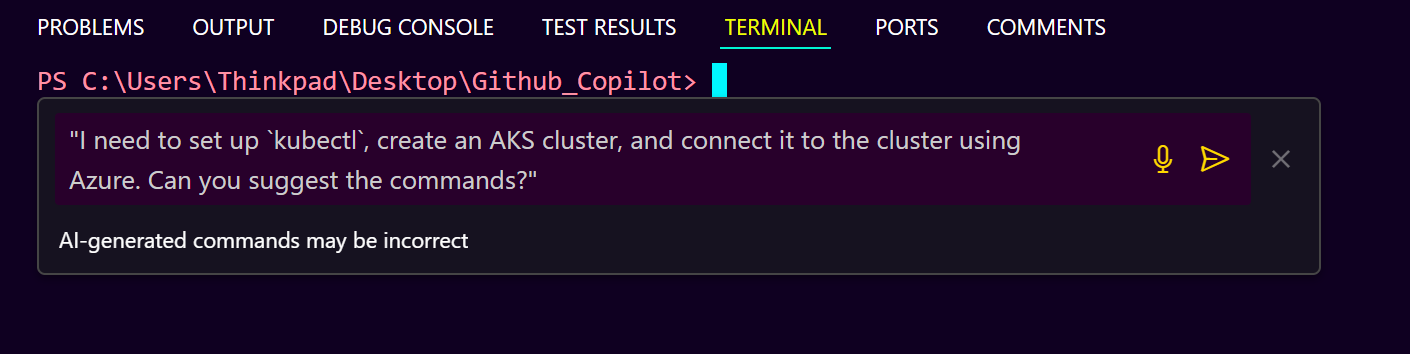 PROBLEMS OUTPUT DEBUG CONSOLE TEST RESULTS TERMINAL PORTS COMMENTS
PS C:\Users\Thinkpad\Desktop\Github_Copilot>
"I need to set up `kubectl`, create an AKS cluster, and connect it to the cluster using
Azure. Can you suggest the commands?"
AI-generated commands may be incorrect